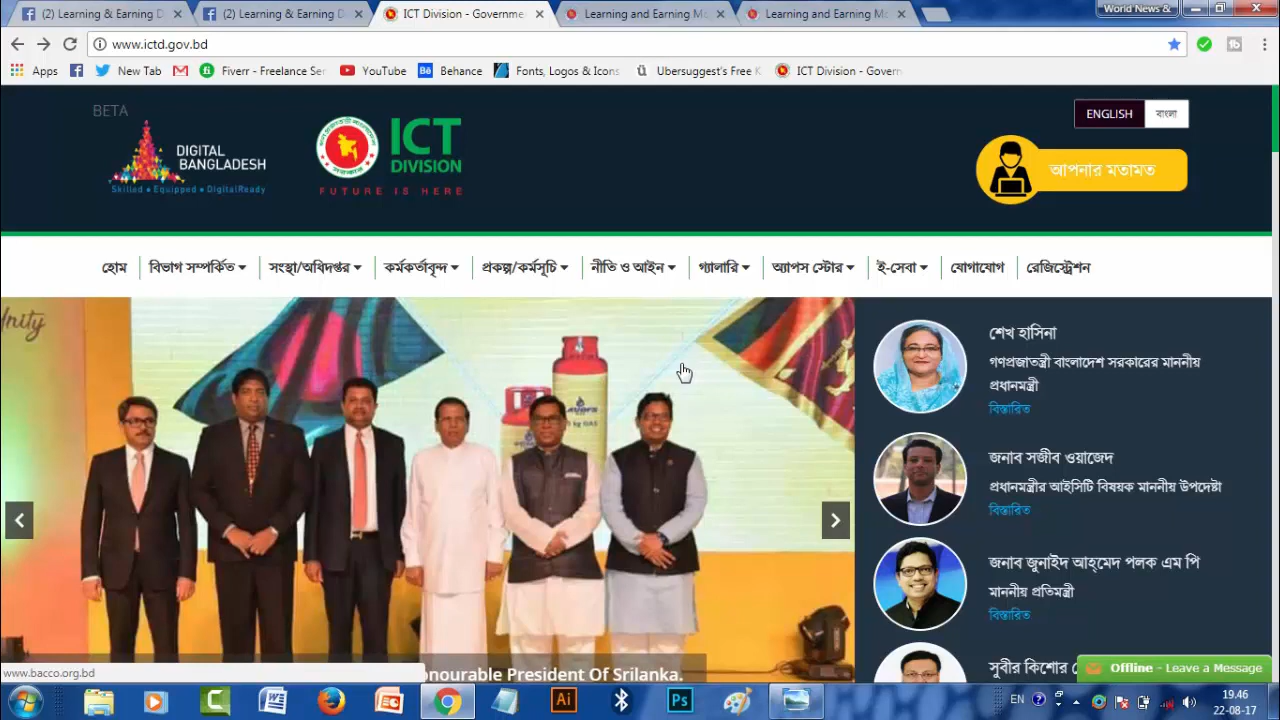 (2) Learning & Earning D
(2) Learning & Earning D
ICT Division - Governme
Learning and Earning Mo
Learning and Earning Mo
World News &
www.ictd.gov.bd
Apps
New Tab
Fiverr - Freelance Ser
YouTube
Behance
Fonts, Logos & Icons
Ubersuggest's Free K
ICT Division - Govern
BETA
DIGITAL
BANGLADESH
Skilled • Equipped • DigitalReady
ICT
DIVISION
FUTURE IS HERE
ENGLISH
বাংলা
আপনার মতামত
হোম
বিভাগ সম্পর্কিত
সংস্থা/অধিদপ্তর
কর্মকর্তাবৃন্দ
প্রকল্প/কর্মসূচি
নীতি ও আইন
গ্যালারি
অ্যাপস স্টোর
ই-সেবা
যোগাযোগ
রেজিস্ট্রেশন
শেখ হাসিনা
গণপ্রজাতন্ত্রী বাংলাদেশ সরকারের মাননীয়
প্রধানমন্ত্রী
বিস্তারিত
জনাব সজীব ওয়াজেদ
প্রধানমন্ত্রীর আইসিটি বিষয়ক মাননীয় উপদেষ্টা
বিস্তারিত
জনাব জুনাইদ আহ্‌মেদ পলক এম পি
মাননীয় প্রতিমন্ত্রী
বিস্তারিত
সুবীর কিশোর
onourable President Of Srilanka.
www.bacco.org.bd
Offline - Leave a Message
EN
19.46
22-08-17